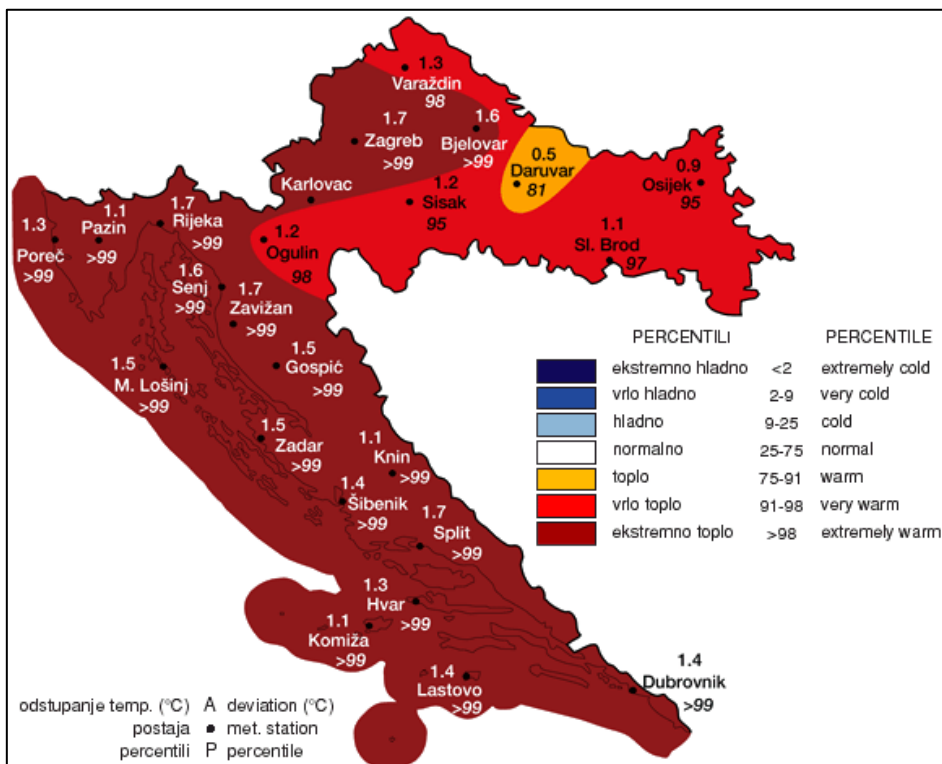 1.3
Varaždin
98
1.7
Zagreb
>99
1.6
Bjelovar
>99
0.5
Daruvar
81
0.9
Osijek
95
Karlovac
1.2
Sisak
95
1.1
Sl. Brod
97
1.2
Ogulin
98
1.3
Poreč
>99
1.1
Pazin
>99
1.7
Rijeka
>99
1.6
Senj
>99
1.7
Zavižan
>99
1.5
Gospić
>99
1.5
M. Lošinj
>99
1.5
Zadar
>99
1.1
Knin
>99
1.4
Šibenik
>99
1.7
Split
>99
1.3
Hvar
>99
1.1
Komiža
>99
1.4
Lastovo
>99
1.4
Dubrovnik
>99
PERCENTILI PERCENTILE
ekstremno hladno <2 extremely cold
vrlo hladno 2-9 very cold
hladno 9-25 cold
normalno 25-75 normal
toplo 75-91 warm
vrlo toplo 91-98 very warm
ekstremno toplo >98 extremely warm
odstupanje temp. (°C) A deviation (°C)
postaja met. station
percentili P percentile